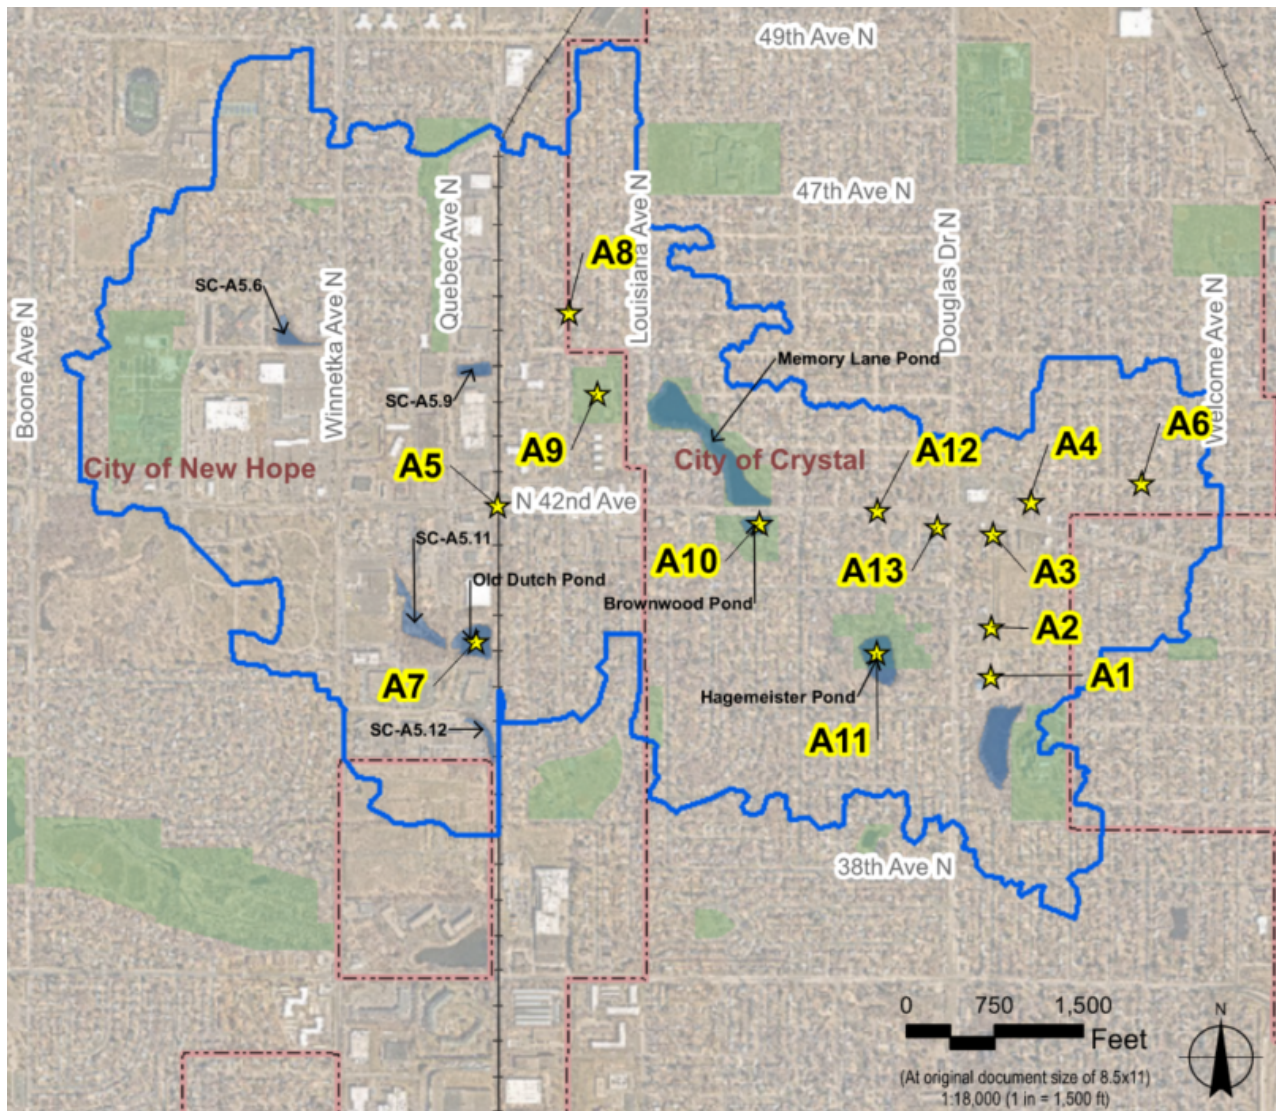 49th Ave N
47th Ave N
Quebec Ave N
Louisiana Ave N
A8
Douglas Dr N
SC-A5.6
Winnetka Ave N
Boone Ave N
Welcome Ave N
Memory Lane Pond
SC-A5.9
A9
A12
A4
A6
A5
City of New Hope
City of Crystal
N 42nd Ave
SC-A5.11
A10
A13
A3
Old Dutch Pond
Brownwood Pond
A2
A7
A1
Hagemeister Pond
SC-A5.12
A11
38th Ave N
0 750 1,500
Feet
N
(At original document size of 8.5x11)
1:18,000 (1 in = 1,500 ft)